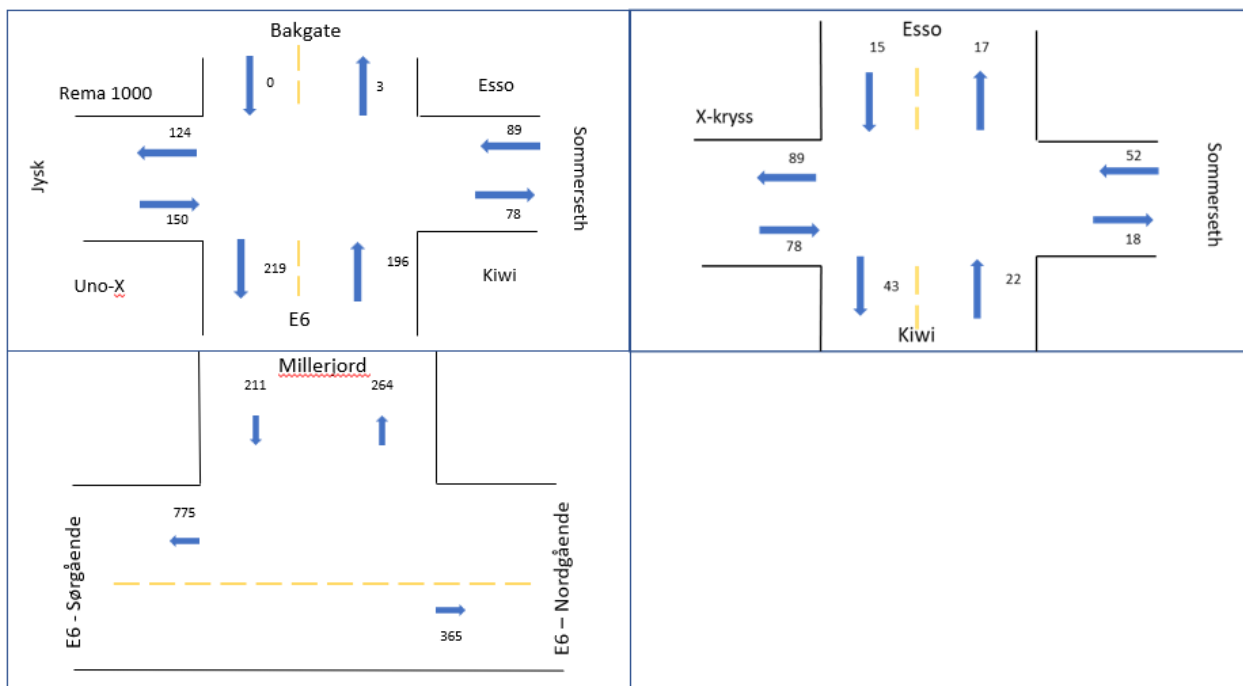 Bakgate
0
3
Rema 1000
Esso
124
89
Jysk
Sommerseth
150
78
219
196
Uno-X
Kiwi
E6
Esso
15
17
X-kryss
89
52
Sommerseth
78
18
43
22
Kiwi
Millerjord
211
264
775
E6 - Sørgående
E6 – Nordgående
365